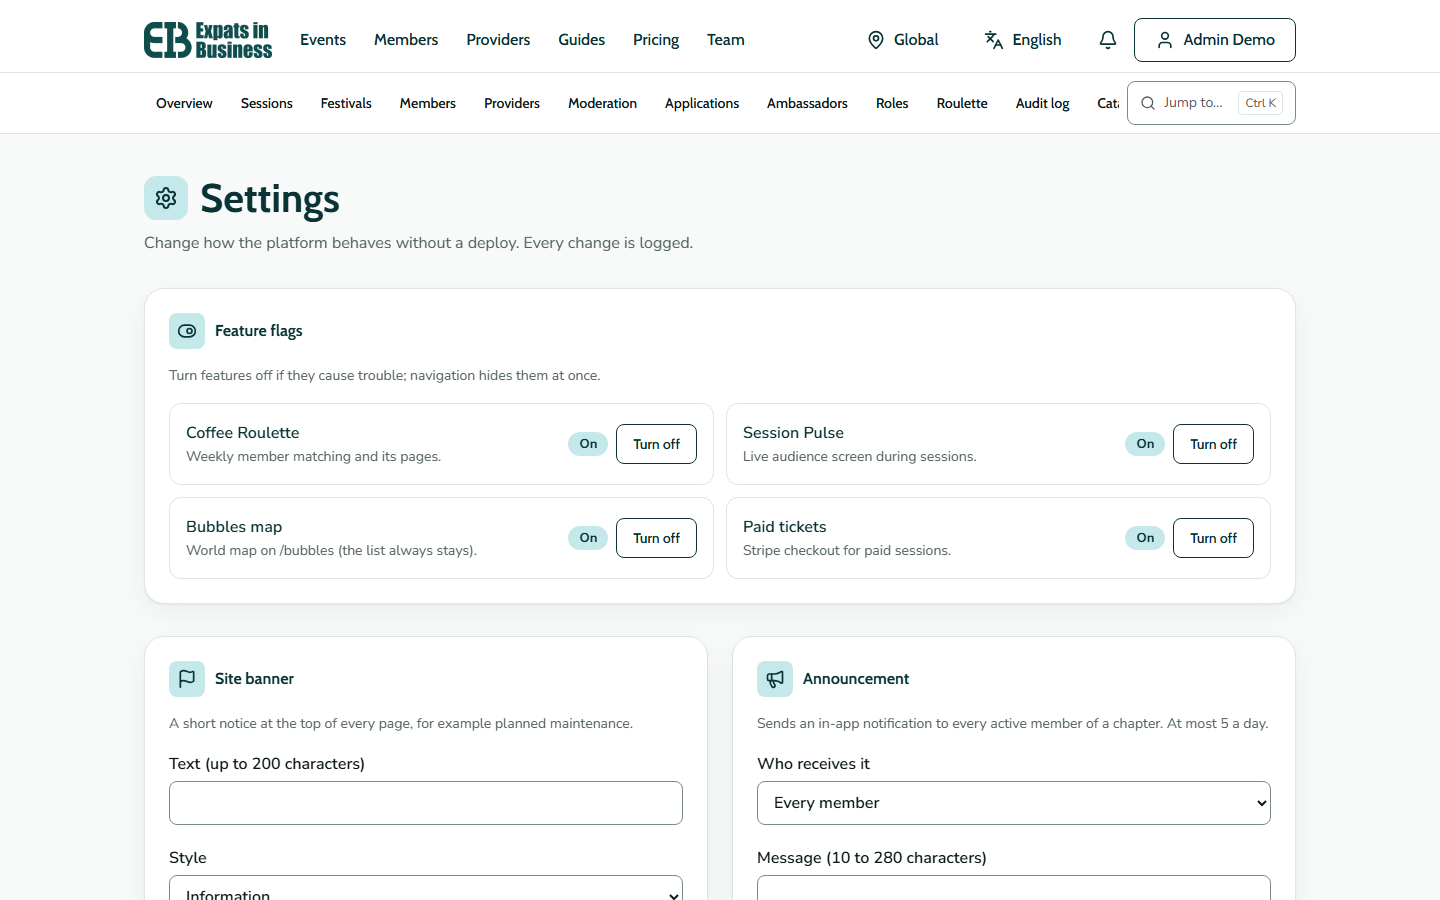 EIB Expats in Business
Events Members Providers Guides Pricing Team Global English Admin Demo
Overview Sessions Festivals Members Providers Moderation Applications Ambassadors Roles Roulette Audit log Jump to... Ctrl K
Settings
Change how the platform behaves without a deploy. Every change is logged.
Feature flags
Turn features off if they cause trouble; navigation hides them at once.
Coffee Roulette
Weekly member matching and its pages.
On Turn off
Session Pulse
Live audience screen during sessions.
On Turn off
Bubbles map
World map on /bubbles (the list always stays).
On Turn off
Paid tickets
Stripe checkout for paid sessions.
On Turn off
Site banner
A short notice at the top of every page, for example planned maintenance.
Text (up to 200 characters)
Style
Information
Announcement
Sends an in-app notification to every active member of a chapter. At most 5 a day.
Who receives it
Every member
Message (10 to 280 characters)